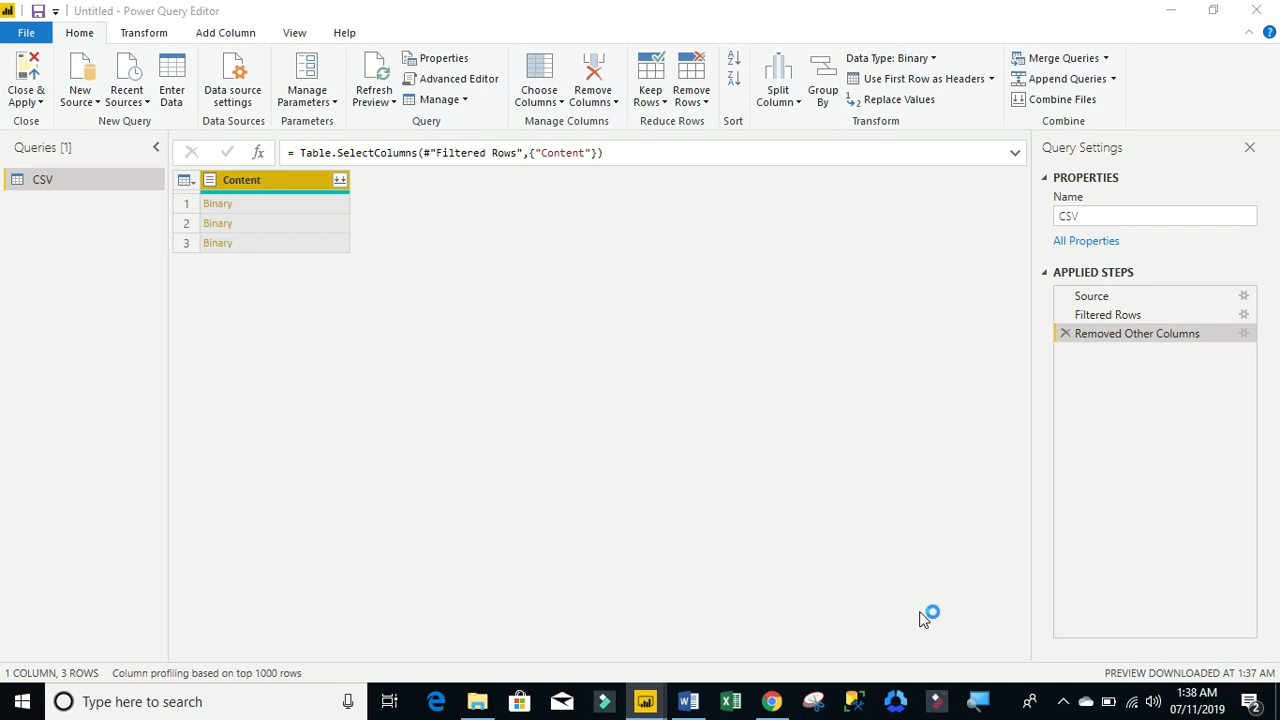 Untitled - Power Query Editor
File Home Transform Add Column View Help
Close & Apply
New Source
Recent Sources
Enter Data
Data source settings
Manage Parameters
Refresh Preview
Properties
Advanced Editor
Manage
Choose Columns
Remove Columns
Keep Rows
Remove Rows
Split Column
Group By
Data Type: Binary
Use First Row as Headers
Replace Values
Merge Queries
Append Queries
Combine Files
Close New Query Data Sources Parameters Query Manage Columns Reduce Rows Sort Transform Combine
Queries [1]
CSV
= Table.SelectColumns(#"Filtered Rows",{"Content"})
Content
1 Binary
2 Binary
3 Binary
Query Settings
PROPERTIES
Name
CSV
All Properties
APPLIED STEPS
Source
Filtered Rows
Removed Other Columns
1 COLUMN, 3 ROWS Column profiling based on top 1000 rows PREVIEW DOWNLOADED AT 1:37 AM
Type here to search
1:38 AM
07/11/2019
2